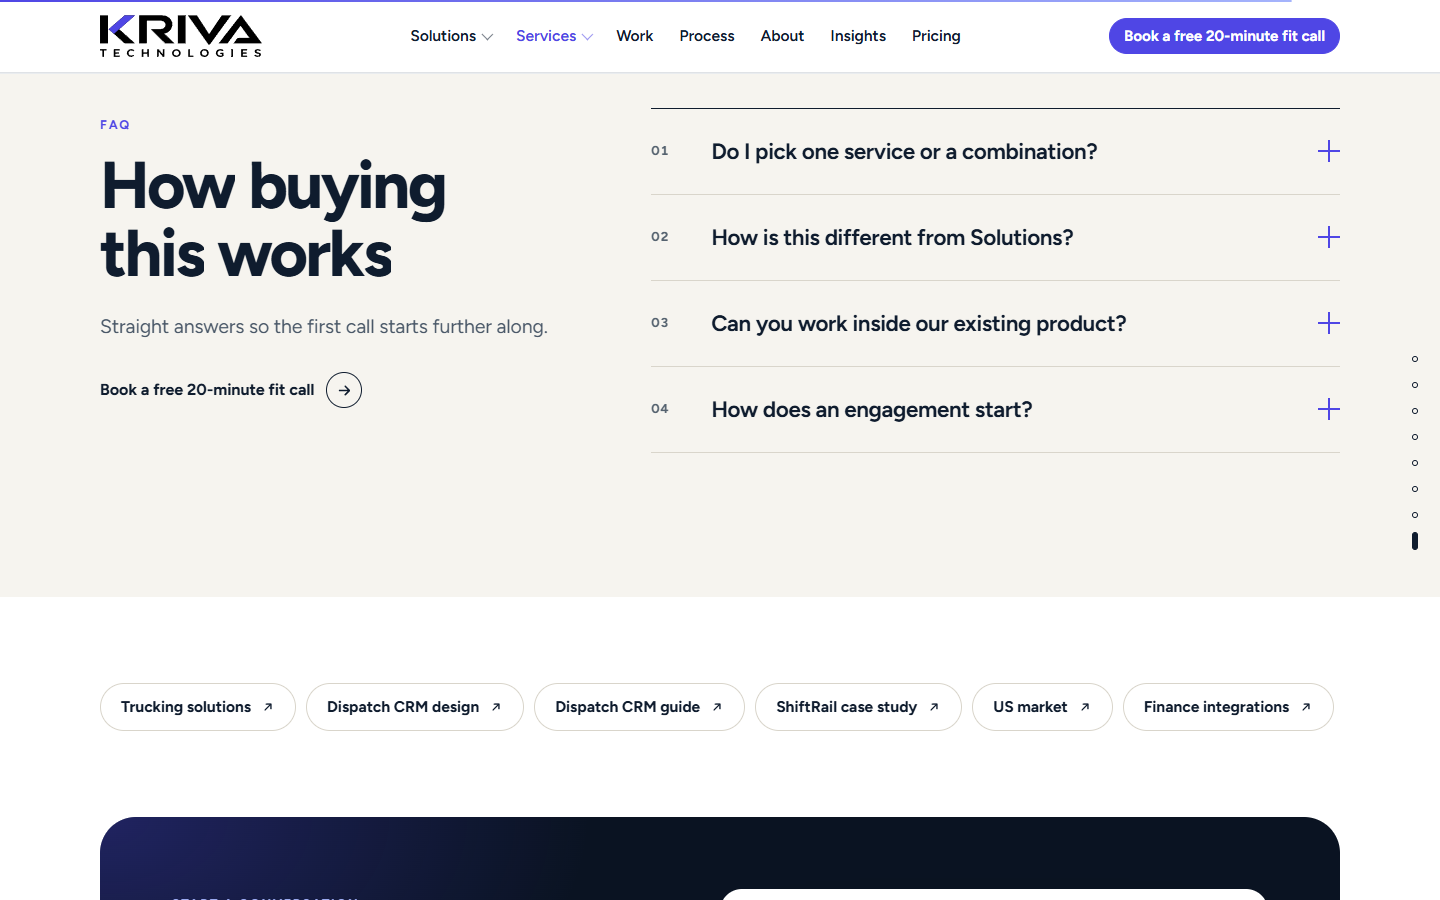 KRIVA
TECHNOLOGIES
Solutions
Services
Work
Process
About
Insights
Pricing
Book a free 20-minute fit call
FAQ
How buying
this works
Straight answers so the first call starts further along.
Book a free 20-minute fit call
01 Do I pick one service or a combination?
02 How is this different from Solutions?
03 Can you work inside our existing product?
04 How does an engagement start?
Trucking solutions
Dispatch CRM design
Dispatch CRM guide
ShiftRail case study
US market
Finance integrations